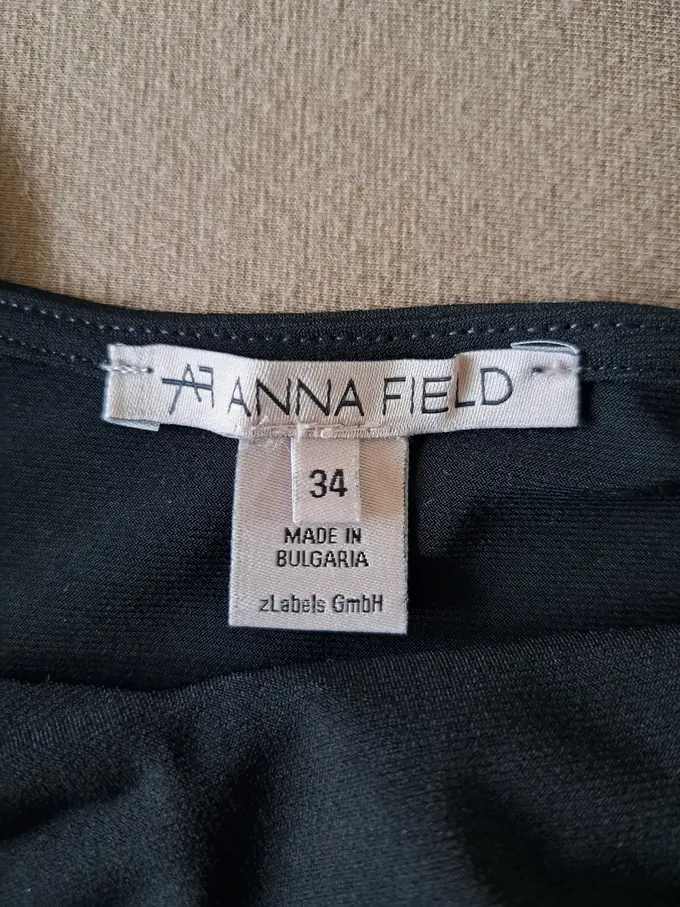 AF ANNA FIELD
34
MADE IN
BULGARIA
zLabels GmbH